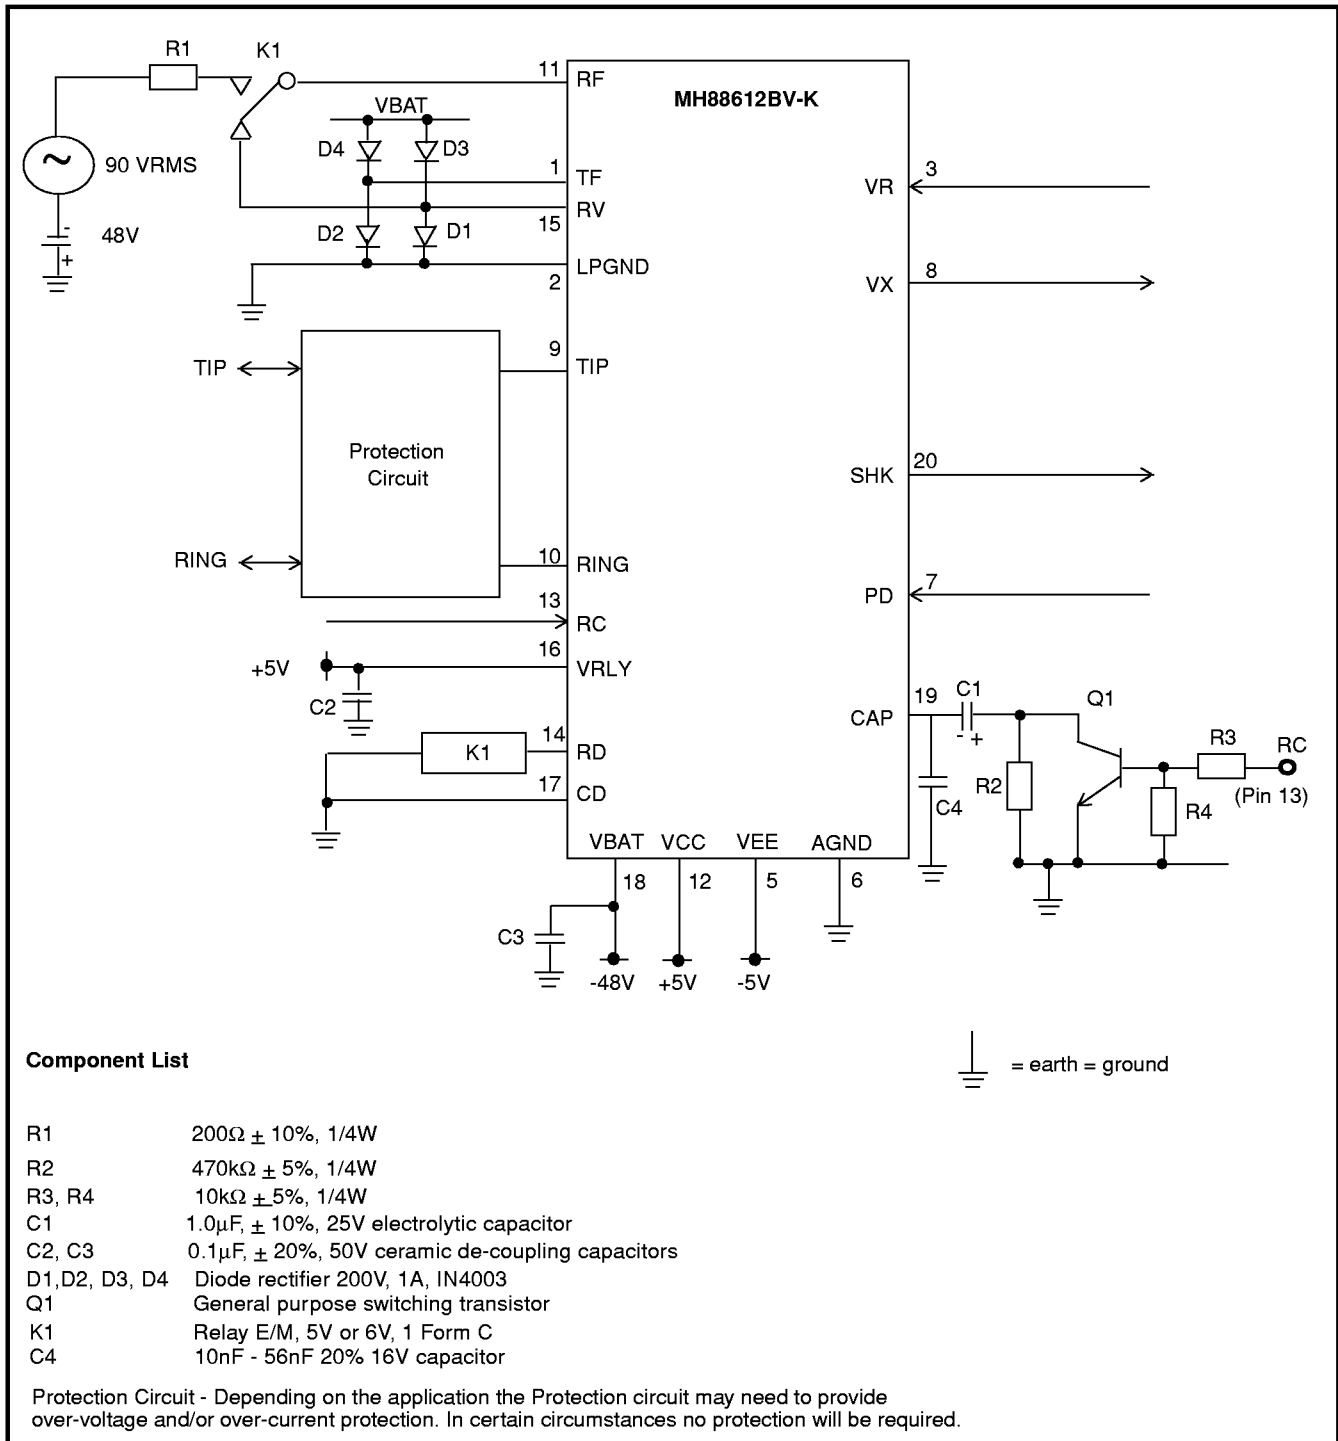 R1
K1
11
RF
MH88612BV-K
VBAT
D4
D3
90 VRMS
1
TF
3
VR
RV
15
48V
-
+
D2
D1
LPGND
2
8
VX
TIP
9
TIP
Protection
Circuit
20
SHK
RING
10
RING
7
PD
13
RC
16
+5V
VRLY
C2
19
C1
Q1
CAP
- +
R3
RC
14
K1
RD
17
CD
R2
C4
(Pin 13)
R4
VBAT
VCC
VEE
AGND
18
12
5
6
C3
-48V
+5V
-5V
Component List
= earth = ground
R1 200Ω ± 10%, 1/4W
R2 470kΩ ± 5%, 1/4W
R3, R4 10kΩ ± 5%, 1/4W
C1 1.0μF, ± 10%, 25V electrolytic capacitor
C2, C3 0.1μF, ± 20%, 50V ceramic de-coupling capacitors
D1,D2, D3, D4 Diode rectifier 200V, 1A, IN4003
Q1 General purpose switching transistor
K1 Relay E/M, 5V or 6V, 1 Form C
C4 10nF - 56nF 20% 16V capacitor
Protection Circuit - Depending on the application the Protection circuit may need to provide
over-voltage and/or over-current protection. In certain circumstances no protection will be required.